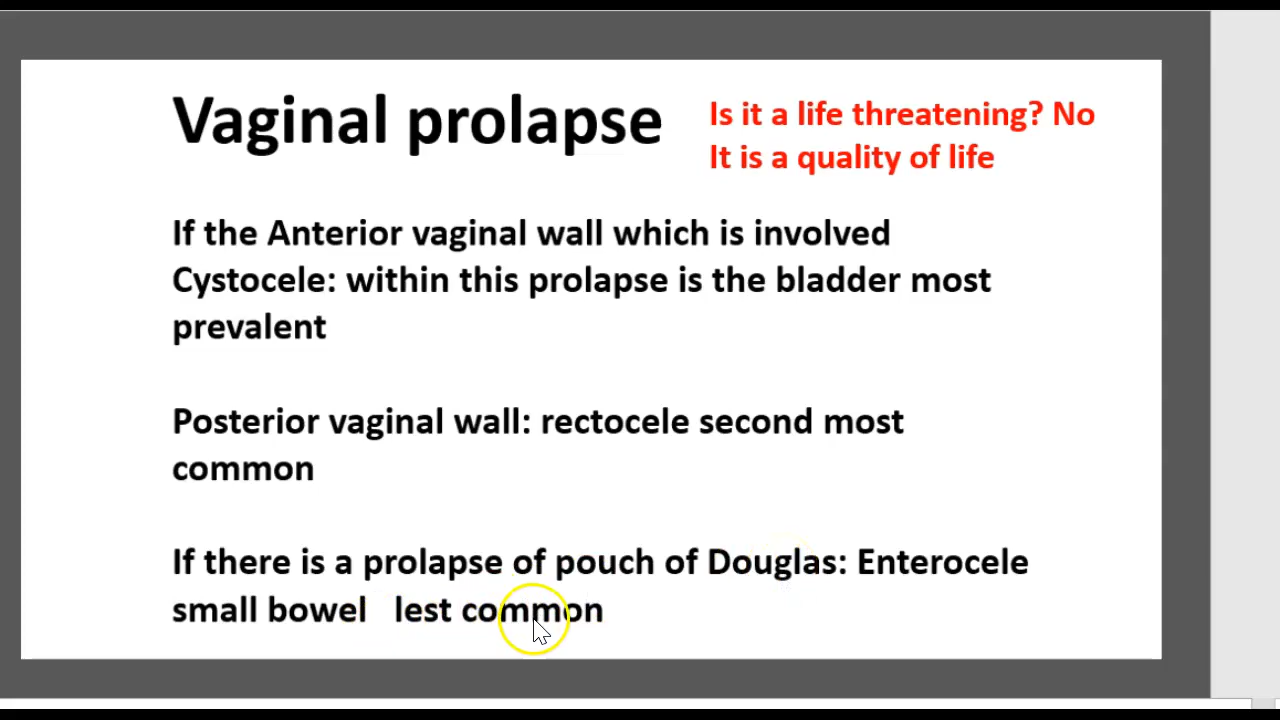 Vaginal prolapse
Is it a life threatening? No
It is a quality of life
If the Anterior vaginal wall which is involved
Cystocele: within this prolapse is the bladder most
prevalent
Posterior vaginal wall: rectocele second most
common
If there is a prolapse of pouch of Douglas: Enterocele
small bowel lest common